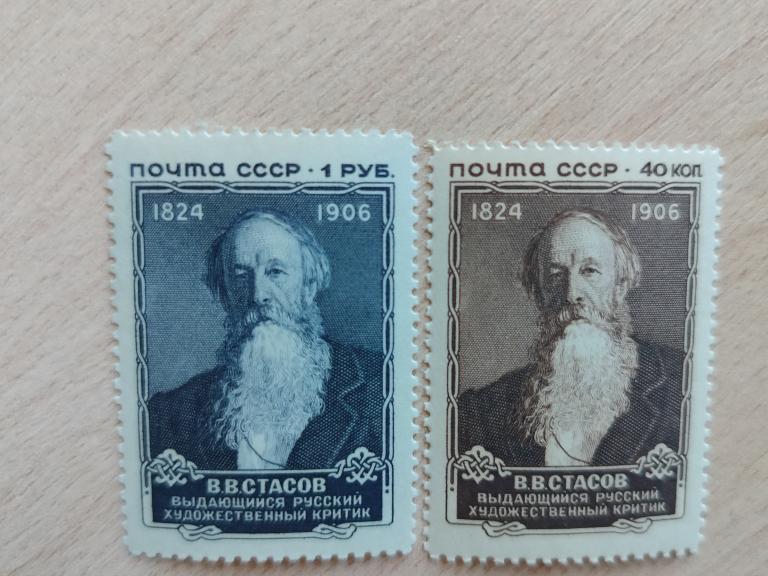 почта СССР · 1 РУБ.
1824 1906
В.В.СТАСОВ
ВЫДАЮЩИЙСЯ РУССКИЙ
ХУДОЖЕСТВЕННЫЙ КРИТИК
почта СССР · 40 КОП.
1824 1906
В.В.СТАСОВ
ВЫДАЮЩИЙСЯ РУССКИЙ
ХУДОЖЕСТВЕННЫЙ КРИТИК